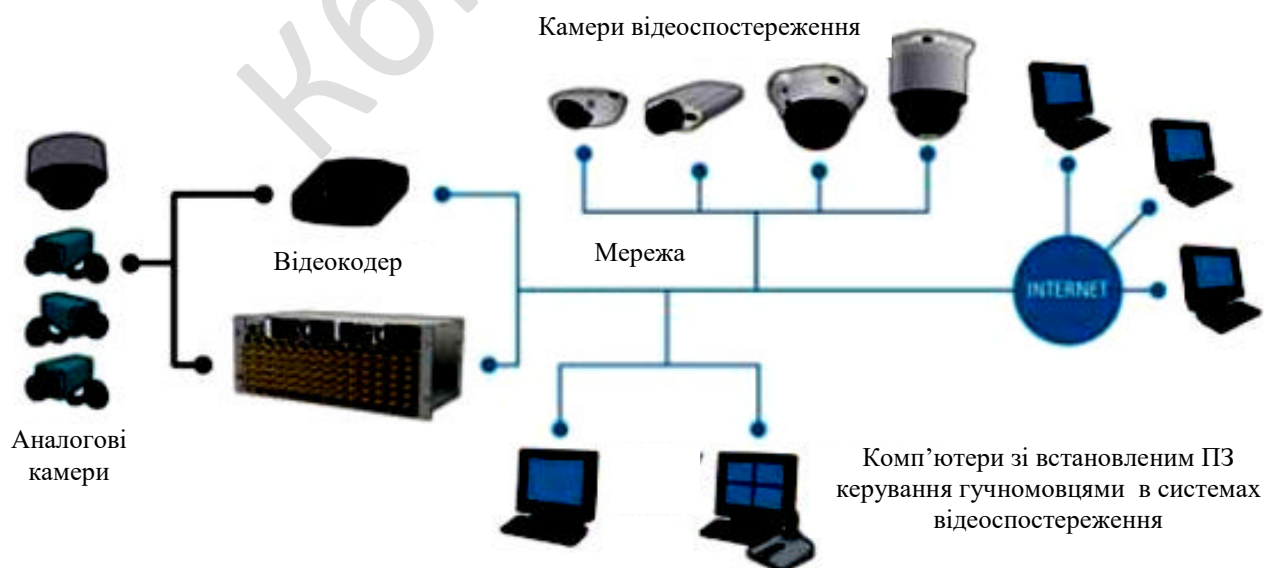 Камери відеоспостереження
Відеокодер
Мережа
INTERNET
Аналогові
камери
Комп’ютери зі встановленим ПЗ
керування гучномовцями в системах
відеоспостереження